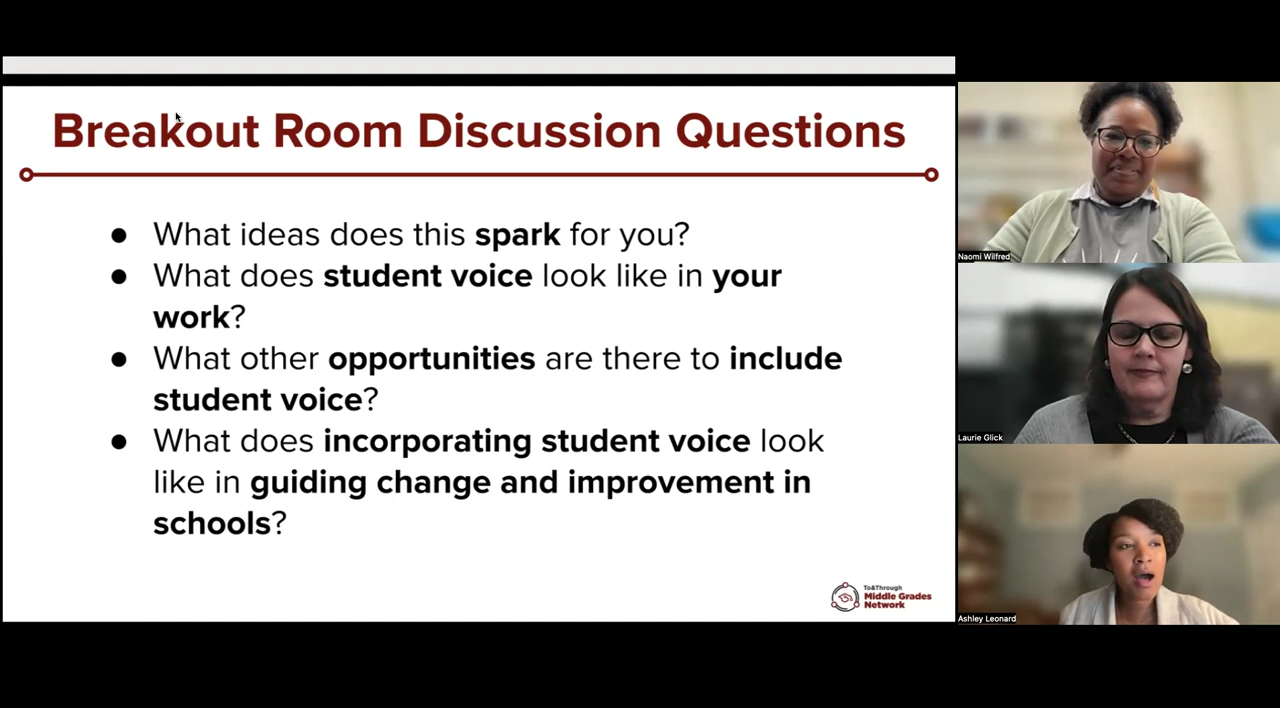 Breakout Room Discussion Questions
● What ideas does this spark for you?
● What does student voice look like in your
work?
● What other opportunities are there to include
student voice?
● What does incorporating student voice look
like in guiding change and improvement in
schools?
To&Through
Middle Grades
Network
Naomi Wilfred
Laurie Glick
Ashley Leonard